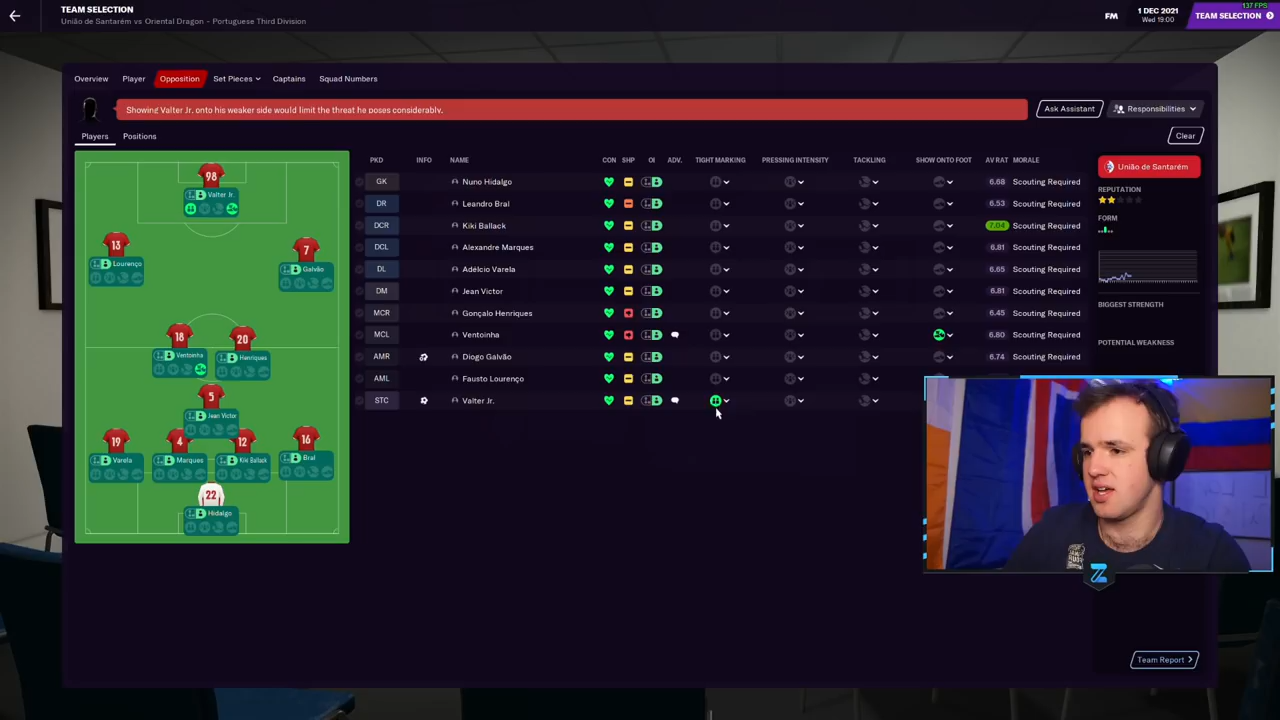 137 FPS
TEAM SELECTION
União de Santarém vs Oriental Dragon - Portuguese Third Division
FM
1 DEC 2021
Wed 19:00
TEAM SELECTION
Overview
Player
Opposition
Set Pieces
Captains
Squad Numbers
Showing Valter Jr. onto his weaker side would limit the threat he poses considerably.
Ask Assistant
Responsibilities
Players
Positions
Clear
98
Valter Jr.
13
Lourenço
7
Galvão
18
Ventoinha
20
Henriques
5
Jean Victor
19
Varela
4
Marques
12
Kiki Ballack
16
Bral
22
Hidalgo
PKD INFO NAME CON SHP OI ADV. TIGHT MARKING PRESSING INTENSITY TACKLING SHOW ONTO FOOT AV RAT MORALE
GK Nuno Hidalgo 6.68 Scouting Required
DR Leandro Bral 6.53 Scouting Required
DCR Kiki Ballack 7.04 Scouting Required
DCL Alexandre Marques 6.81 Scouting Required
DL Adélcio Varela 6.65 Scouting Required
DM Jean Victor 6.81 Scouting Required
MCR Gonçalo Henriques 6.45 Scouting Required
MCL Ventoinha 6.80 Scouting Required
AMR Diogo Galvão 6.74 Scouting Required
AML Fausto Lourenço
STC Valter Jr.
União de Santarém
REPUTATION
FORM
BIGGEST STRENGTH
POTENTIAL WEAKNESS
Team Report